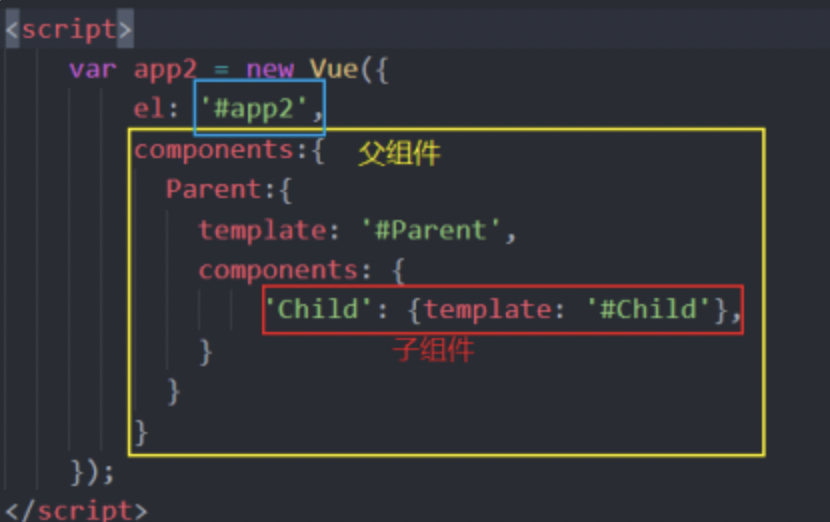 <script>
var app2 = new Vue({
el: '#app2',
components:{ 父组件
Parent:{
template: '#Parent',
components: {
'Child': {template: '#Child'},
} 子组件
}
}
});
</script>